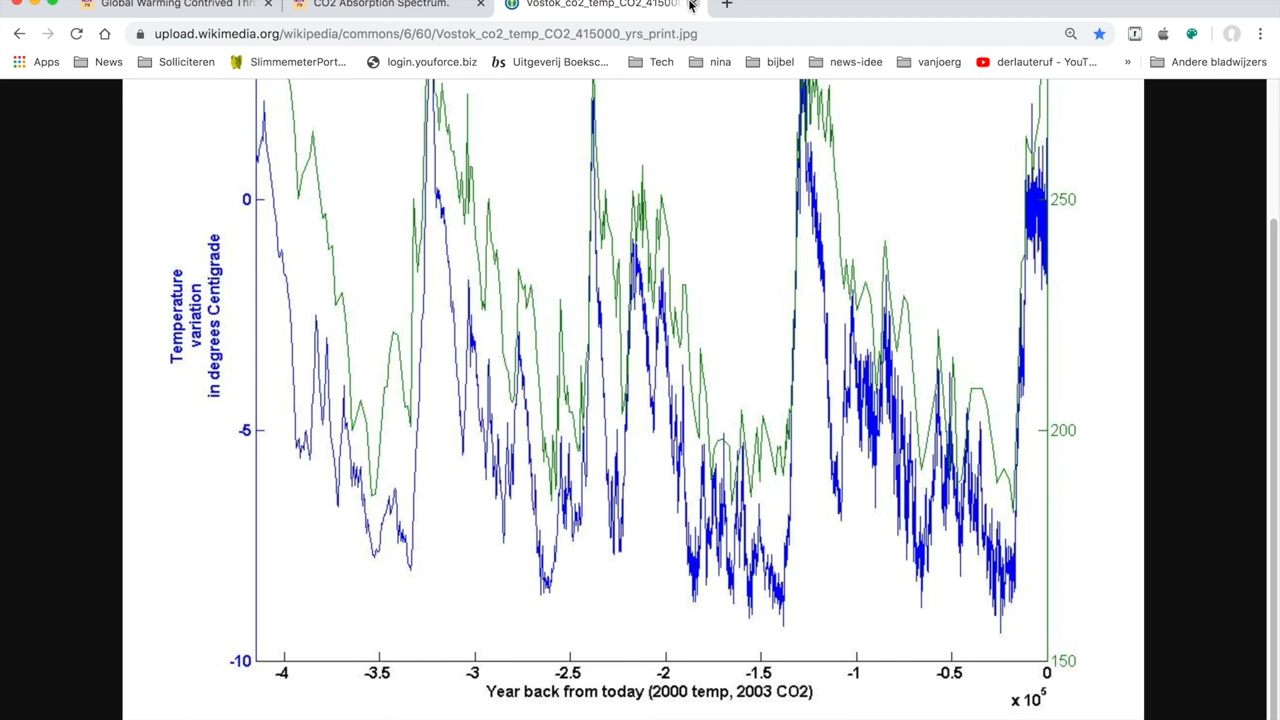 Global Warming Contrived Thr
CO2 Absorption Spectrum.
Vostok_co2_temp_CO2_415000
upload.wikimedia.org/wikipedia/commons/6/60/Vostok_co2_temp_CO2_415000_yrs_print.jpg
Apps News Solliciteren SlimmemeterPort... login.youforce.biz bs Uitgeverij Boeksc... Tech nina bijbel news-idee vanjoerg derlauteruf - YouT... » Andere bladwijzers
Temperature
variation
in degrees Centigrade
0
-5
-10
250
200
150
-4 -3.5 -3 -2.5 -2 -1.5 -1 -0.5 0
Year back from today (2000 temp, 2003 CO2)
x 10⁵